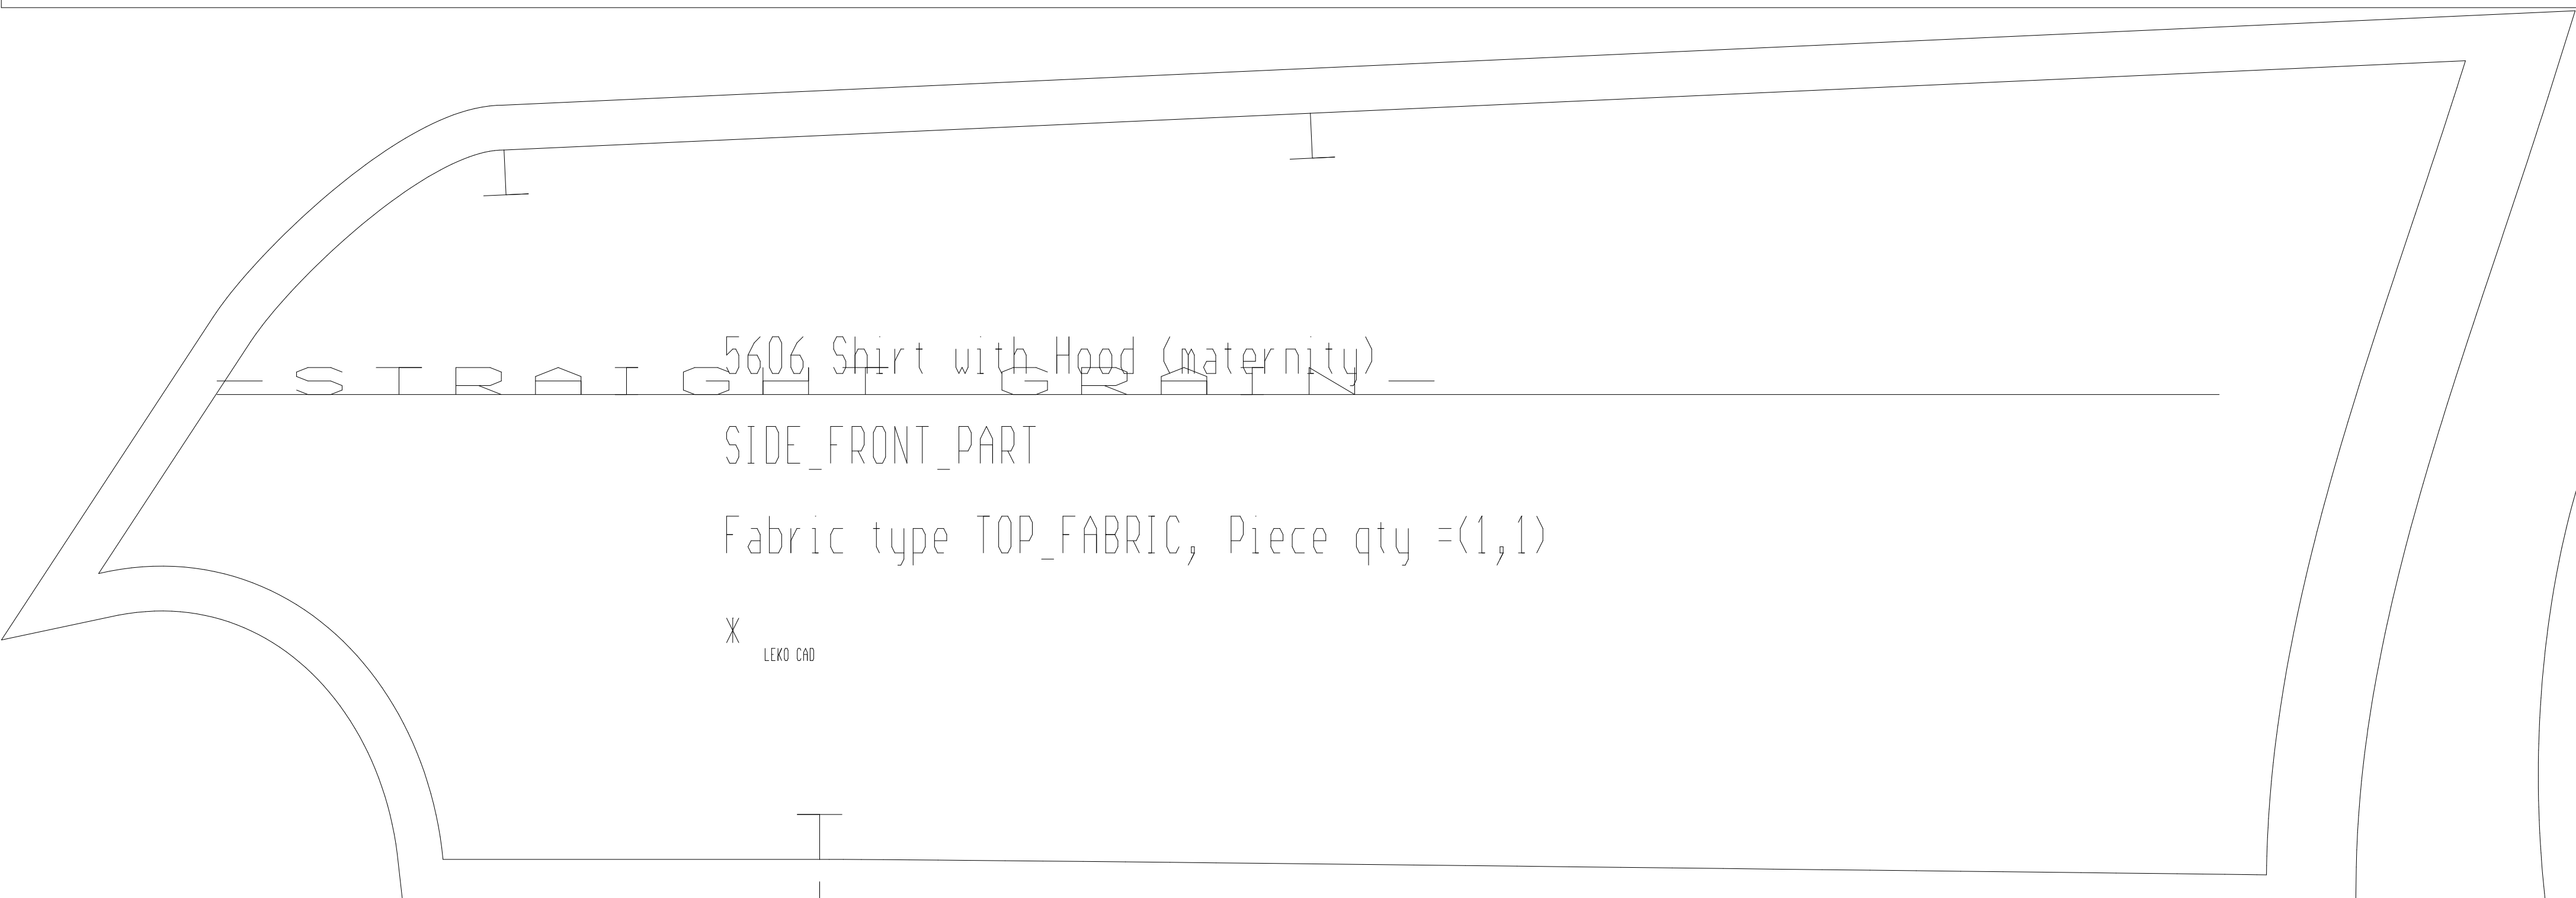 5606 Shirt with Hood (maternity)
— STRAIGHT GRAIN —
SIDE_FRONT_PART
Fabric type TOP_FABRIC, Piece qty =(1,1)
*
LEKO CAD